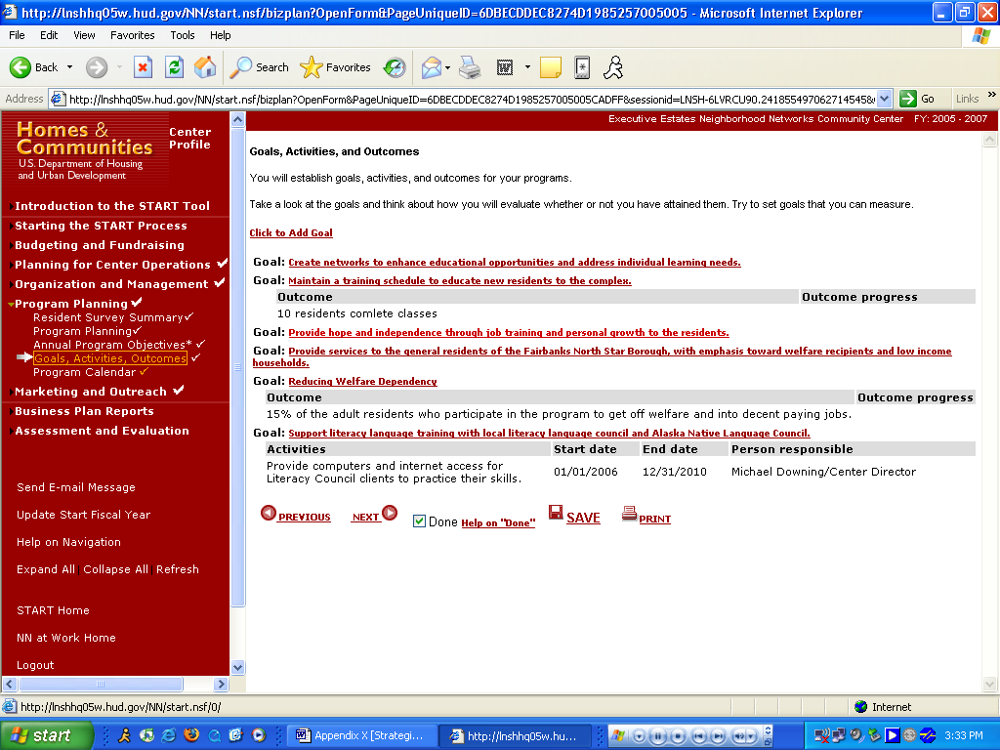 http://lnshhq05w.hud.gov/NN/start.nsf/bizplan?OpenForm&PageUniqueID=6DBECDDEC8274D1985257005005 - Microsoft Internet Explorer
File Edit View Favorites Tools Help
Back Search Favorites
Address http://lnshhq05w.hud.gov/NN/start.nsf/bizplan?OpenForm&PageUniqueID=6DBECDDEC8274D1985257005005CADFF&sessionid=LNSH-6LVRCU90.241855497062714545& Go Links »
Executive Estates Neighborhood Networks Community Center FY: 2005 - 2007
Homes & Communities
U.S. Department of Housing
and Urban Development
Center
Profile
Introduction to the START Tool
Starting the START Process
Budgeting and Fundraising
Planning for Center Operations
Organization and Management
Program Planning
Resident Survey Summary
Program Planning
Annual Program Objectives*
Goals, Activities, Outcomes
Program Calendar
Marketing and Outreach
Business Plan Reports
Assessment and Evaluation
Send E-mail Message
Update Start Fiscal Year
Help on Navigation
Expand All | Collapse All | Refresh
START Home
NN at Work Home
Logout
Goals, Activities, and Outcomes
You will establish goals, activities, and outcomes for your programs.
Take a look at the goals and think about how you will evaluate whether or not you have attained them. Try to set goals that you can measure.
Click to Add Goal
Goal: Create networks to enhance educational opportunities and address individual learning needs.
Goal: Maintain a training schedule to educate new residents to the complex.
Outcome Outcome progress
10 residents comlete classes
Goal: Provide hope and independence through job training and personal growth to the residents.
Goal: Provide services to the general residents of the Fairbanks North Star Borough, with emphasis toward welfare recipients and low income
households.
Goal: Reducing Welfare Dependency
Outcome Outcome progress
15% of the adult residents who participate in the program to get off welfare and into decent paying jobs.
Goal: Support literacy language training with local literacy language council and Alaska Native Language Council.
Activities Start date End date Person responsible
Provide computers and internet access for
Literacy Council clients to practice their skills. 01/01/2006 12/31/2010 Michael Downing/Center Director
PREVIOUS NEXT Done Help on "Done" SAVE PRINT
http://lnshhq05w.hud.gov/NN/start.nsf/0/ Internet
start Appendix X [Strategi... http://lnshhq05w.hu... 3:33 PM